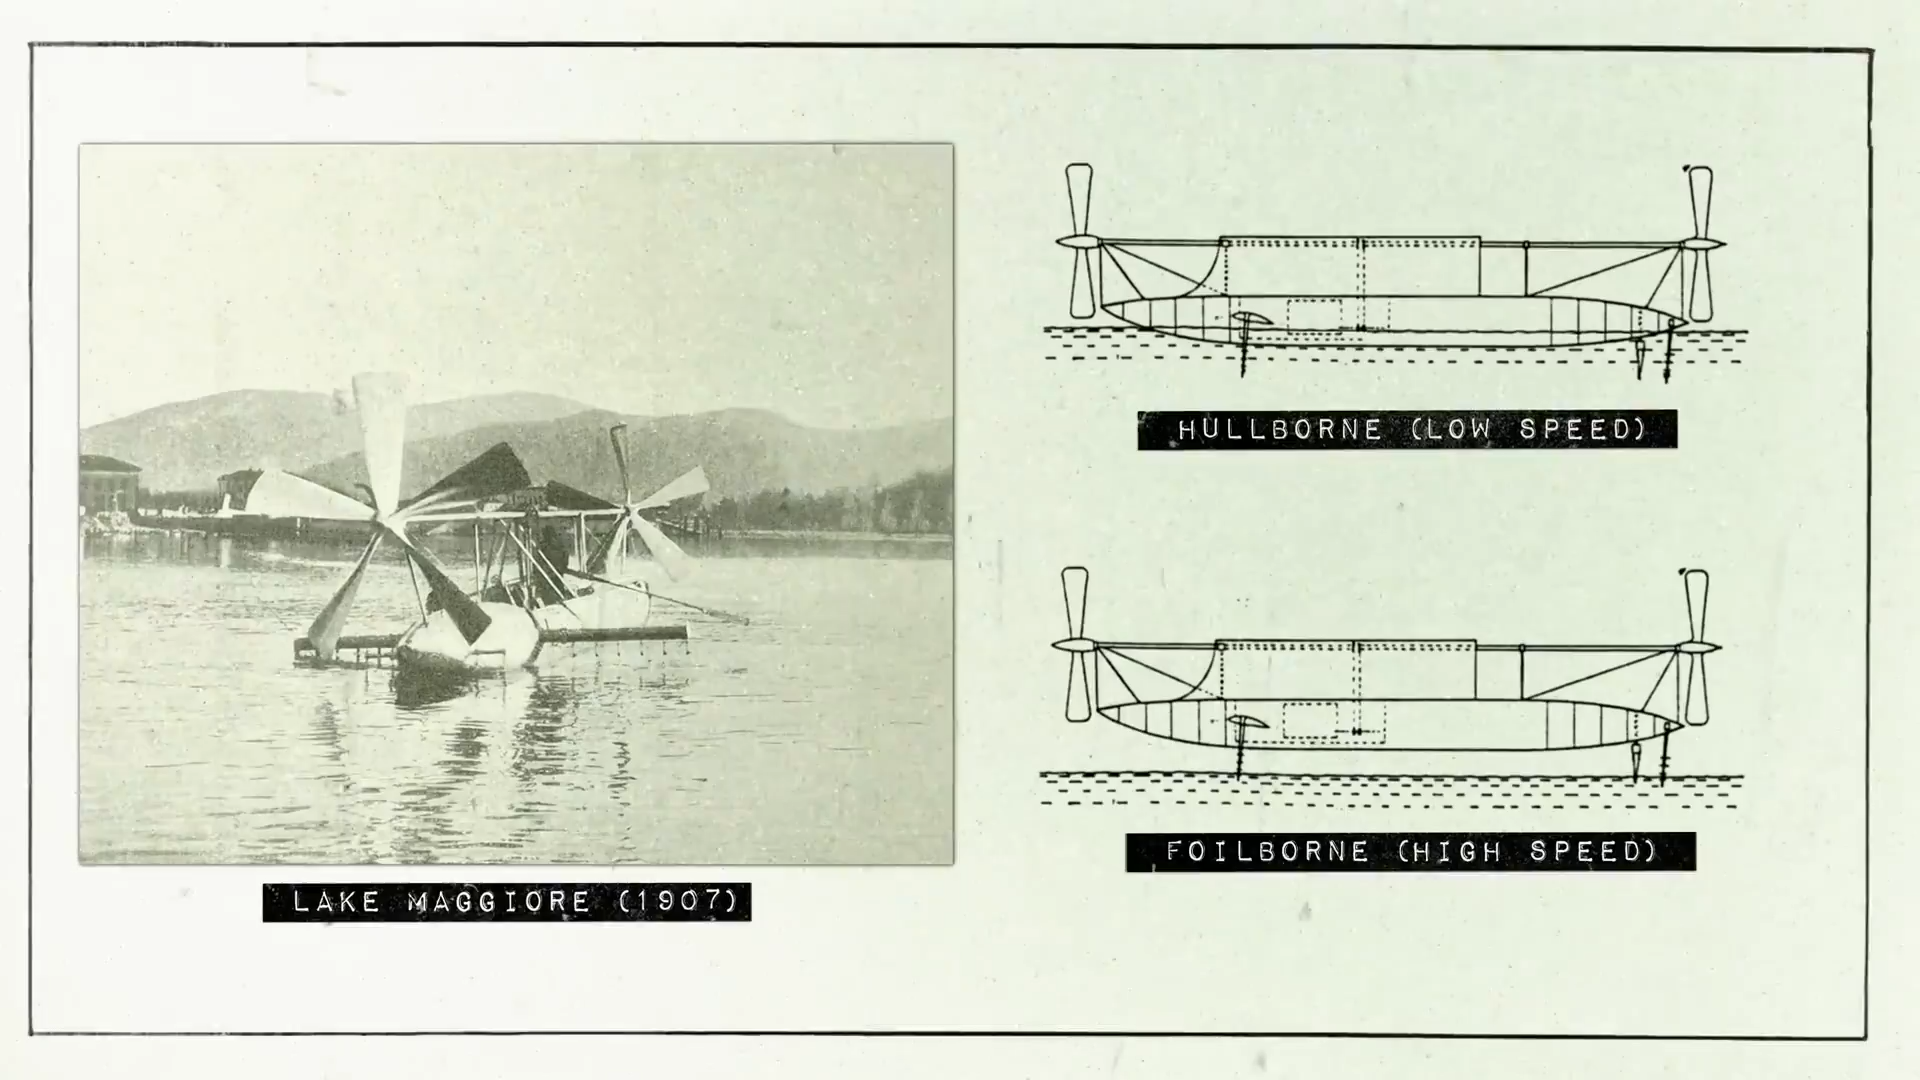 HULLBORNE (LOW SPEED)
FOILBORNE (HIGH SPEED)
LAKE MAGGIORE (1907)